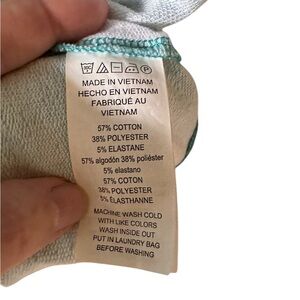 MADE IN VIETNAM
HECHO EN VIETNAM
FABRIQUÉ AU
VIETNAM
57% COTTON
38% POLYESTER
5% ELASTANE
57% algodón 38% poliéster
5% elastano
57% COTON
38% POLYESTER
5% ÉLASTHANNE
MACHINE WASH COLD
WITH LIKE COLORS
WASH INSIDE OUT
PUT IN LAUNDRY BAG
BEFORE WASHING